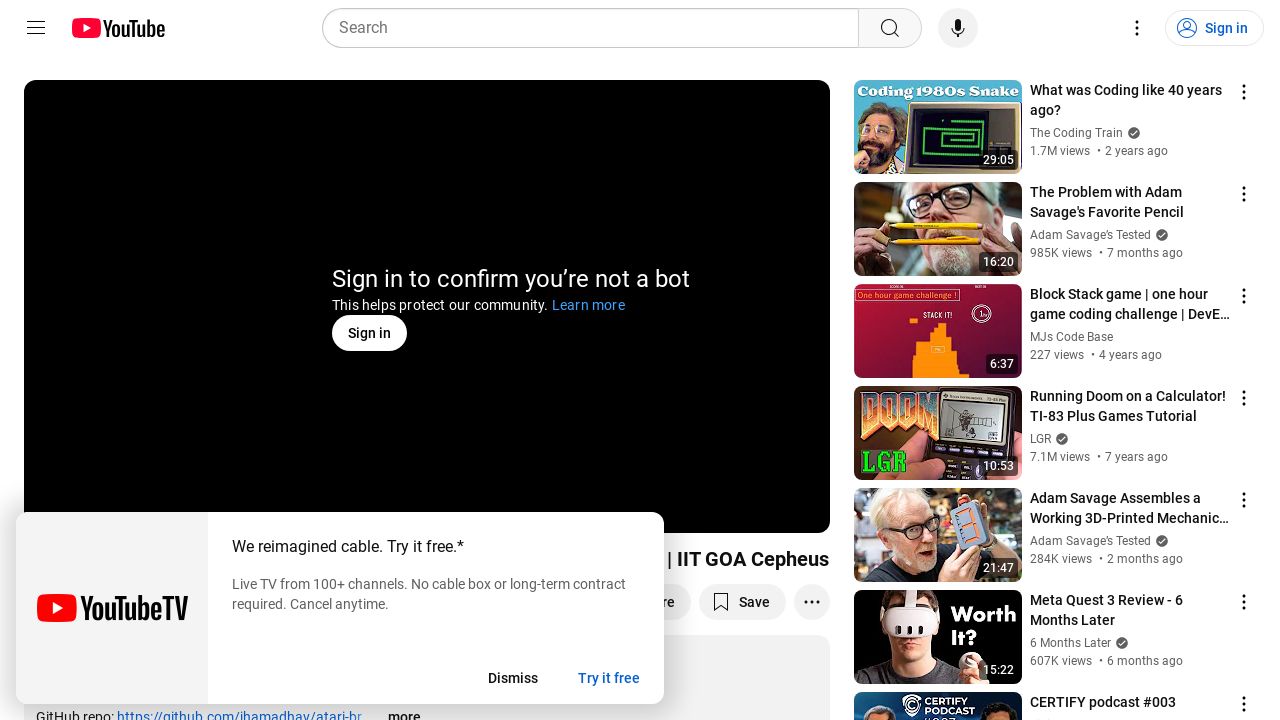 YouTube
Search
Sign in
Sign in to confirm you’re not a bot
This helps protect our community. Learn more
Sign in
| IIT GOA Cepheus
re
Save
YouTubeTV
We reimagined cable. Try it free.*
Live TV from 100+ channels. No cable box or long-term contract
required. Cancel anytime.
Dismiss
Try it free
GitHub repo: https://github.com/ihamadhav/atari-br...
...more
Coding 1980s Snake
29:05
What was Coding like 40 years
ago?
The Coding Train
1.7M views • 2 years ago
16:20
The Problem with Adam
Savage's Favorite Pencil
Adam Savage’s Tested
985K views • 7 months ago
One hour game challenge !
STACK IT!
6:37
Block Stack game | one hour
game coding challenge | DevE...
MJs Code Base
227 views • 4 years ago
DOOM
LGR
10:53
Running Doom on a Calculator!
TI-83 Plus Games Tutorial
LGR
7.1M views • 7 years ago
21:47
Adam Savage Assembles a
Working 3D-Printed Mechanic...
Adam Savage’s Tested
284K views • 2 months ago
Worth
It?
15:22
Meta Quest 3 Review - 6
Months Later
6 Months Later
607K views • 6 months ago
CERTIFY
PODCAST
CERTIFY podcast #003